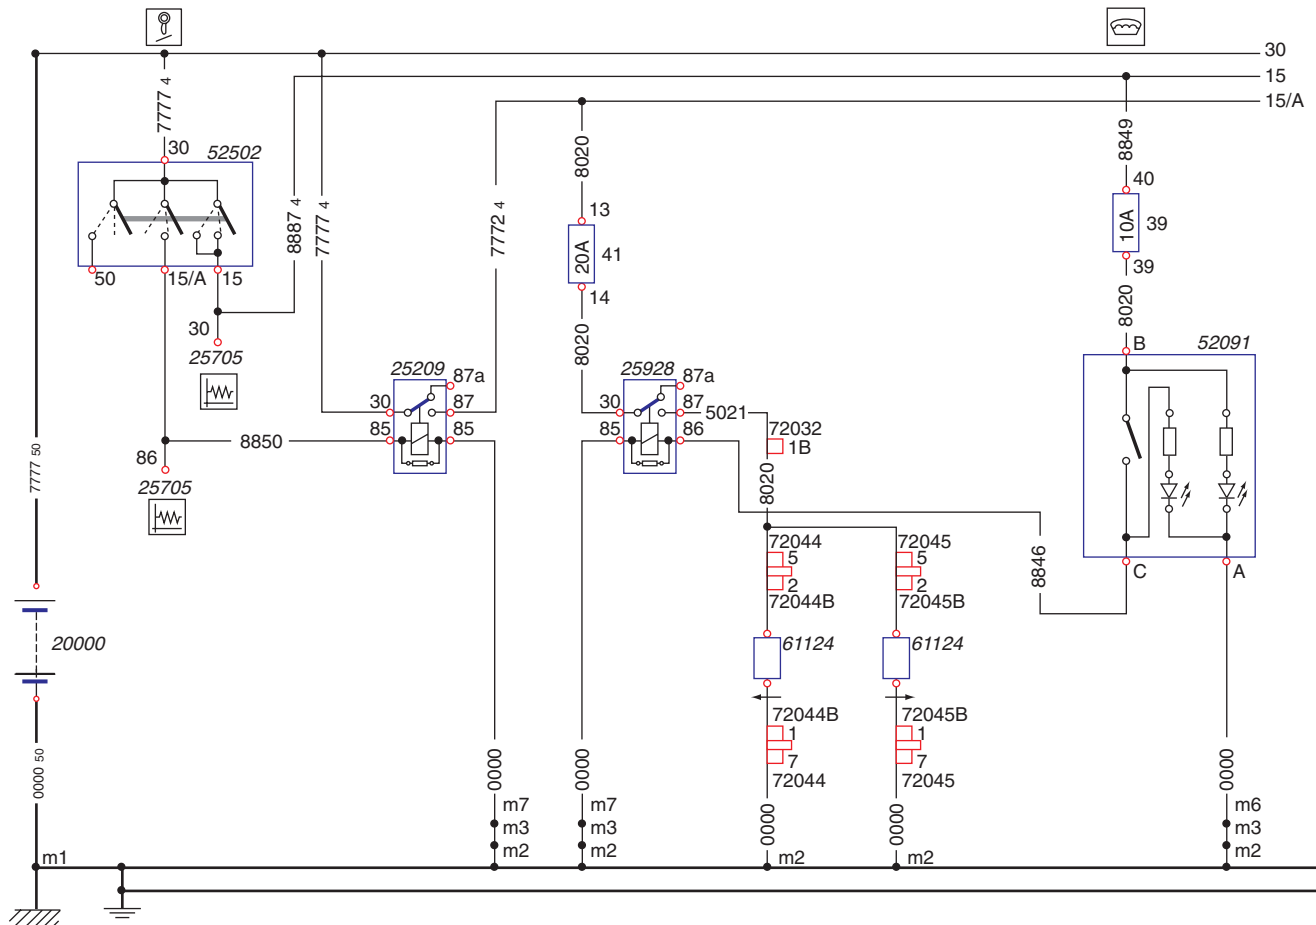 30
15
15/A
7777 4
30
52502
50
15/A
15
30
25705
8887 4
7777 4
7772 4
8020
13
20A
41
14
8020
8849
40
10A
39
39
8020
B
52091
25209
87a
30
87
85
85
8850
86
25705
25928
87a
30
87
85
86
5021
72032
1B
8020
7777 50
20000
0000 50
72044
5
2
72044B
61124
72044B
1
7
72044
72045
5
2
72045B
61124
72045B
1
7
72045
8846
C
A
0000
m7
m3
m2
0000
m7
m3
m2
0000
m2
0000
m2
0000
m6
m3
m2
m1